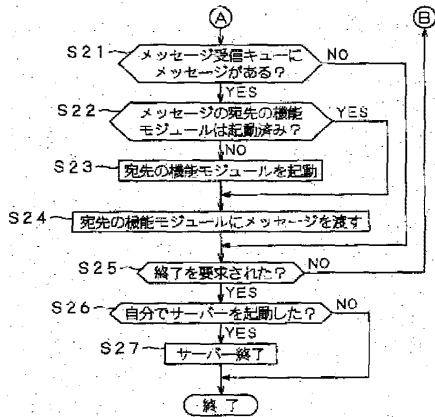 A
B
S21
メッセージ受信キューに
メッセージがある?
NO
YES
S22
メッセージの宛先の機能
モジュールは起動済み?
YES
NO
S23
宛先の機能モジュールを起動
S24
宛先の機能モジュールにメッセージを渡す
S25
終了を要求された?
NO
YES
S26
自分でサーバーを起動した?
NO
YES
S27
サーバー終了
終了